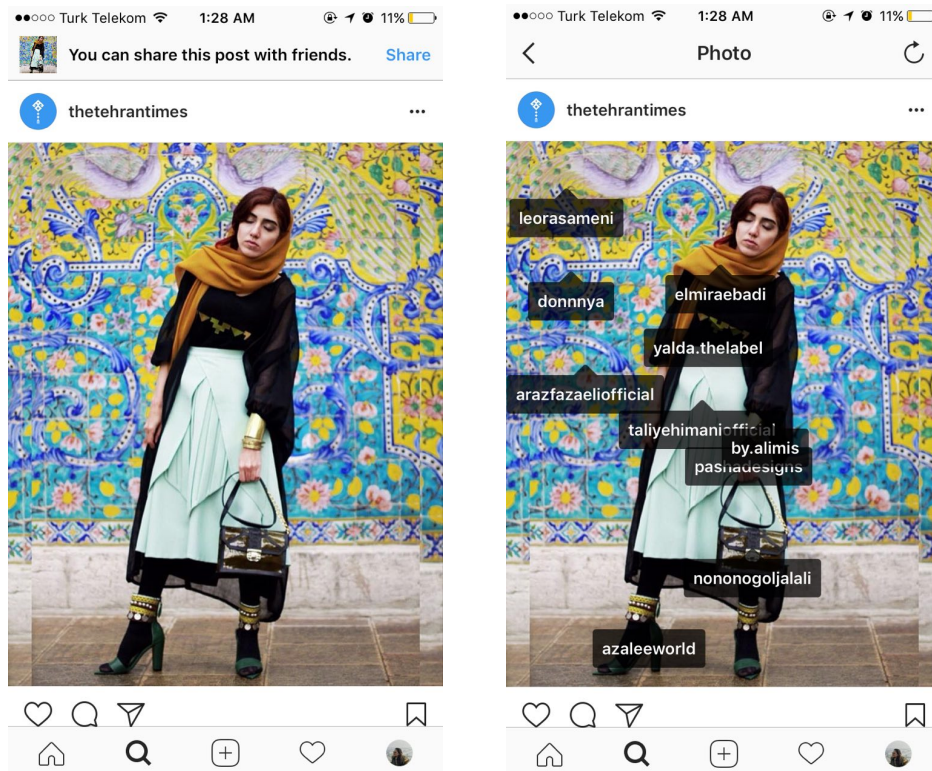 ●●○○○ Turk Telekom 1:28 AM 11%
You can share this post with friends. Share
thetehrantimes
●●○○○ Turk Telekom 1:28 AM 11%
Photo
thetehrantimes
leorasameni
donnnya
elmiraebadi
yalda.thelabel
arazfazaeliofficial
taliyehimaniofficial
by.alimis
pashadesigns
nononogoljalali
azaleeworld